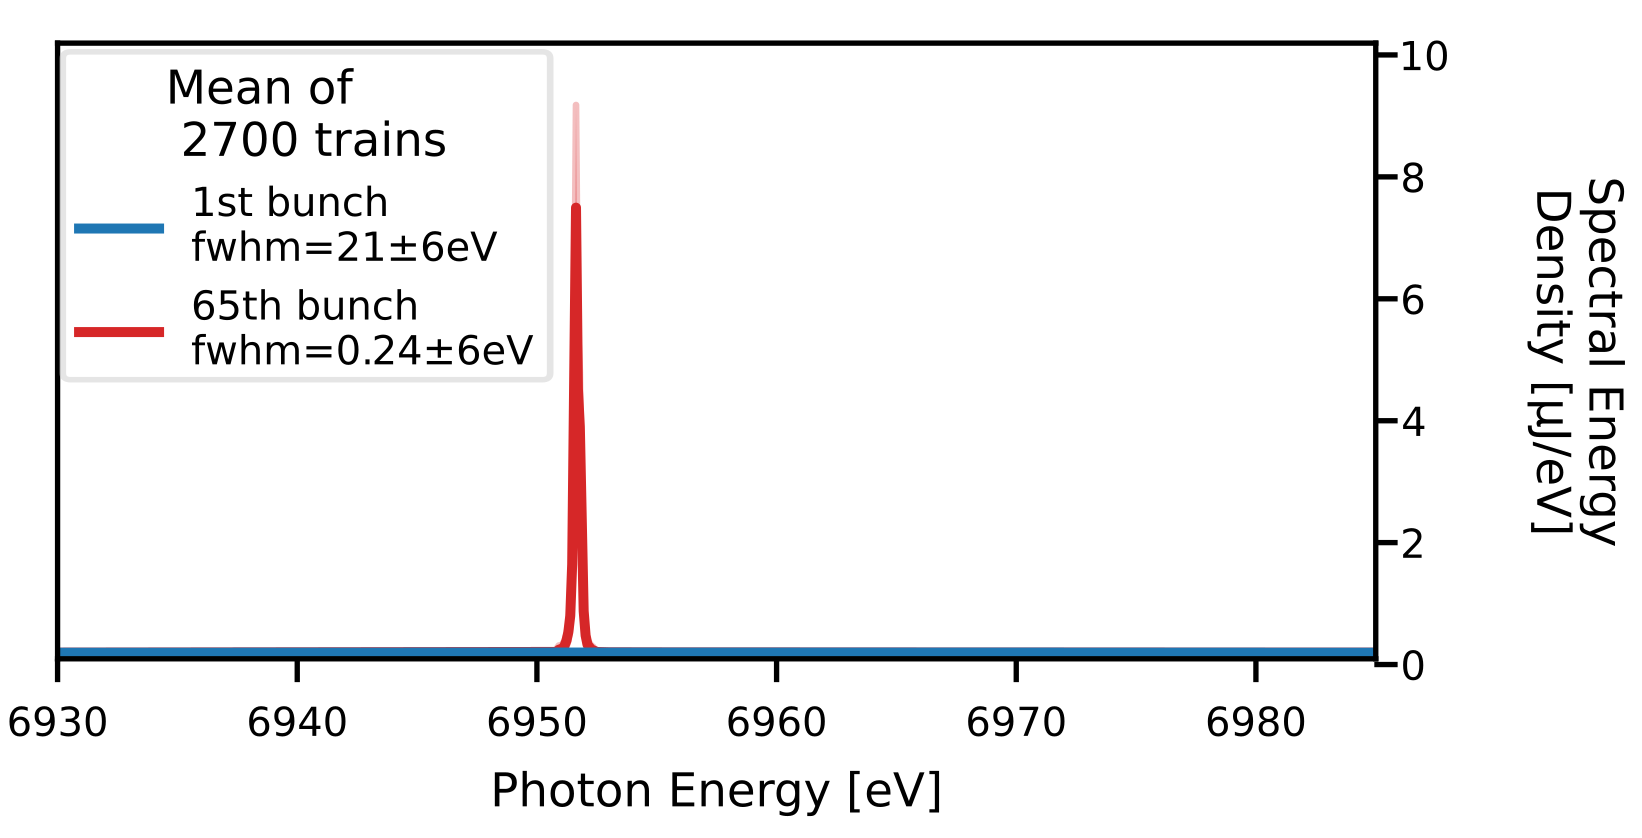 Mean of
2700 trains
1st bunch
fwhm=21±6eV
65th bunch
fwhm=0.24±6eV
10
8
6
4
2
0
Spectral Energy
Density [µJ/eV]
6930 6940 6950 6960 6970 6980
Photon Energy [eV]